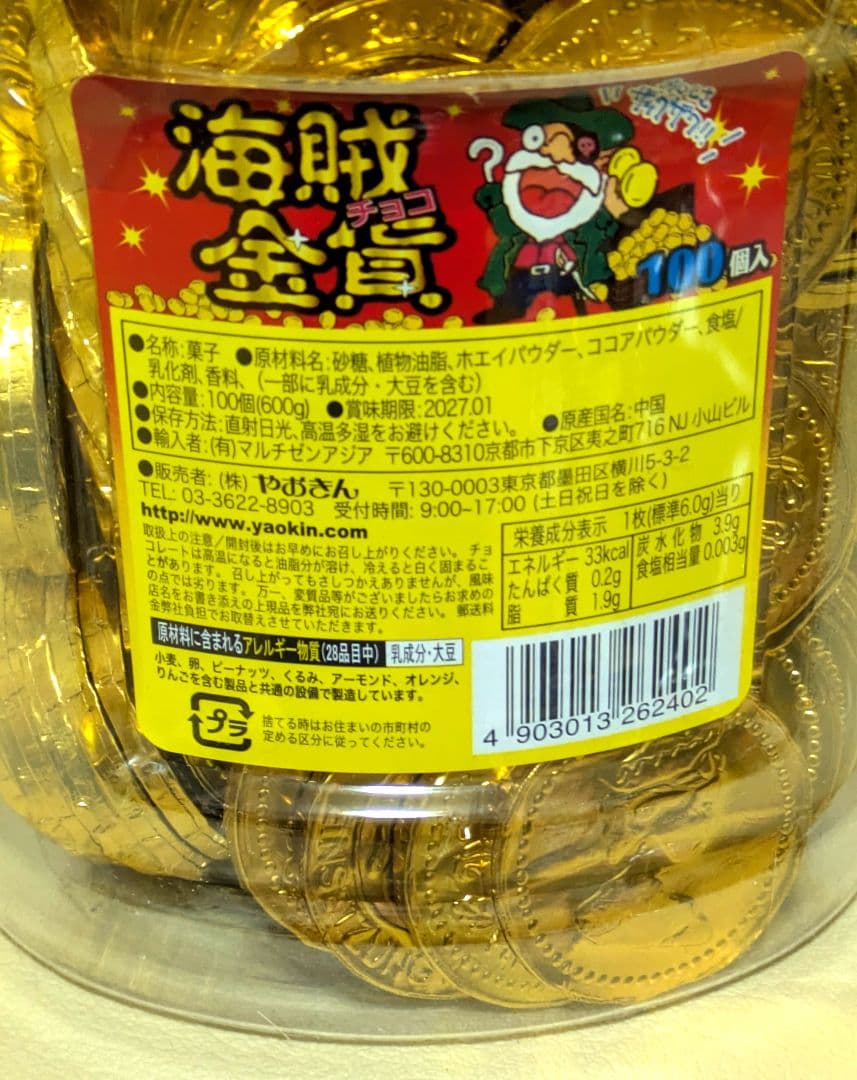 海賊
チョコ
金貨
?
100個入
●名称:菓子 ●原材料名:砂糖、植物油脂、ホエイパウダー、ココアパウダー、食塩/
乳化剤、香料、(一部に乳成分・大豆を含む)
●内容量:100個(600g) ●賞味期限:2027.01
●保存方法:直射日光、高温多湿をお避けください。 ●原産国名:中国
●輸入者:(有)マルチゼンアジア 〒600-8310京都市下京区夷之町716 NJ 小山ビル
●販売者:(株) やおきん 〒130-0003東京都墨田区横川5-3-2
TEL: 03-3622-8903 受付時間: 9:00~17:00 (土日祝日を除く)
http://www.yaokin.com
取扱上の注意/開封後はお早めにお召し上がりください。 チョ
コレートは高温になると油脂分が溶け、冷えると白く固まるこ
とがあります。 召し上がってもさしつかえありませんが、風味
の点では劣ります。 万一、変質品等がございましたらお求めの
店名をお書き添えの上現品を弊社宛にお送りください。 郵送料
金弊社負担でお取替えさせていただきます。
栄養成分表示 1枚(標準6.0g)当り
エネルギー 33kcal 炭水化物 3.9g
たんぱく質 0.2g 食塩相当量 0.003g
脂質 1.9g
原材料に含まれるアレルギー物質(28品目中) 乳成分・大豆
小麦、卵、ピーナッツ、くるみ、アーモンド、オレンジ、
りんごを含む製品と共通の設備で製造しています。
プラ
捨てる時はお住まいの市町村の
定める区分に従ってください。
4 903013 262402